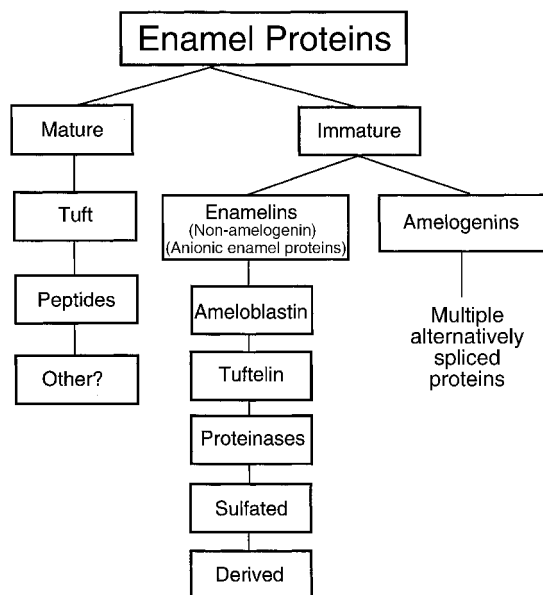 Enamel Proteins
Mature
Immature
Tuft
Enamelins
(Non-amelogenin)
(Anionic enamel proteins)
Amelogenins
Peptides
Ameloblastin
Multiple
alternatively
spliced
proteins
Other?
Tuftelin
Proteinases
Sulfated
Derived